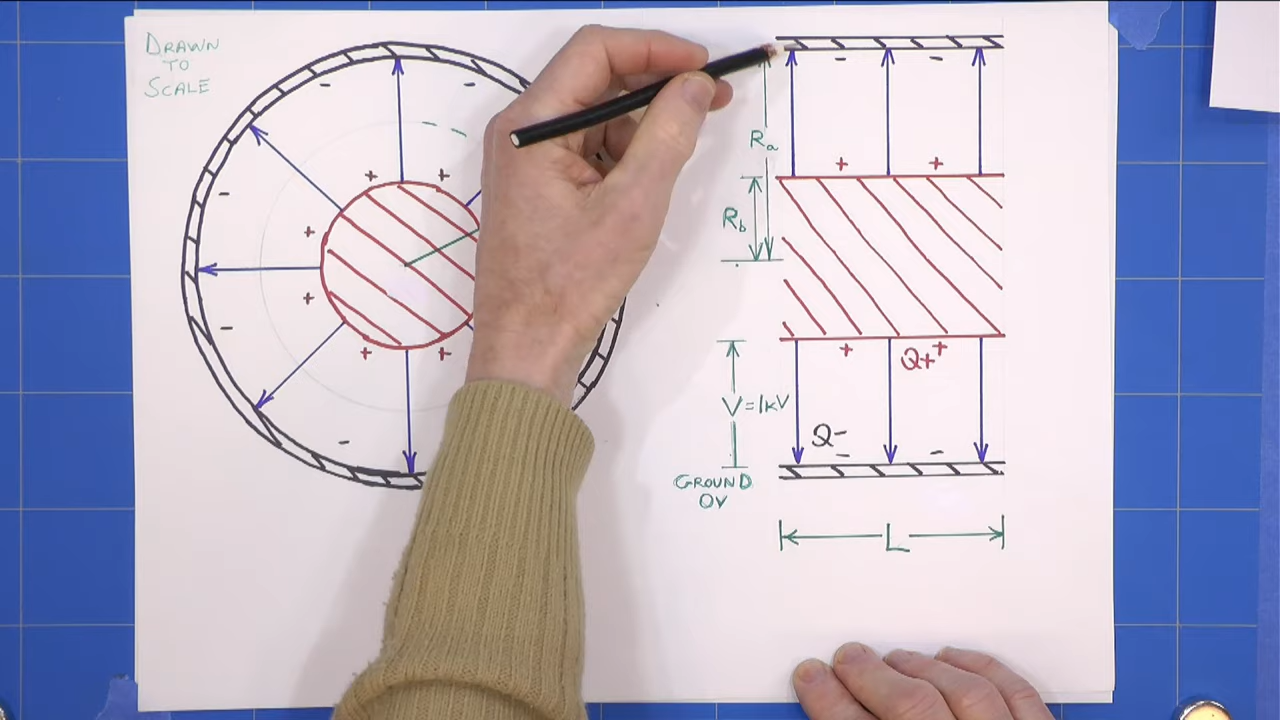 DRAWN
TO
SCALE
Ra
Rb
Q+
V=1kV
Q-
GROUND
0V
L